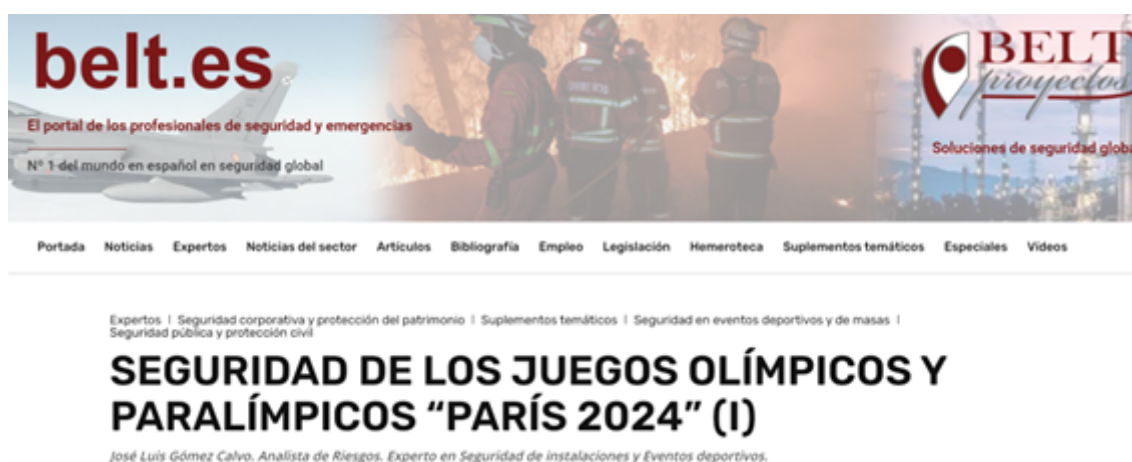 belt.es
El portal de los profesionales de seguridad y emergencias
Nº 1 del mundo en español en seguridad global
BELT
proyectos
Soluciones de seguridad globa
Portada Noticias Expertos Noticias del sector Artículos Bibliografía Empleo Legislación Hemeroteca Suplementos temáticos Especiales Vídeos
Expertos | Seguridad corporativa y protección del patrimonio | Suplementos temáticos | Seguridad en eventos deportivos y de masas |
Seguridad pública y protección civil
SEGURIDAD DE LOS JUEGOS OLÍMPICOS Y
PARALÍMPICOS “PARÍS 2024” (I)
José Luis Gómez Calvo. Analista de Riesgos. Experto en Seguridad de instalaciones y Eventos deportivos.